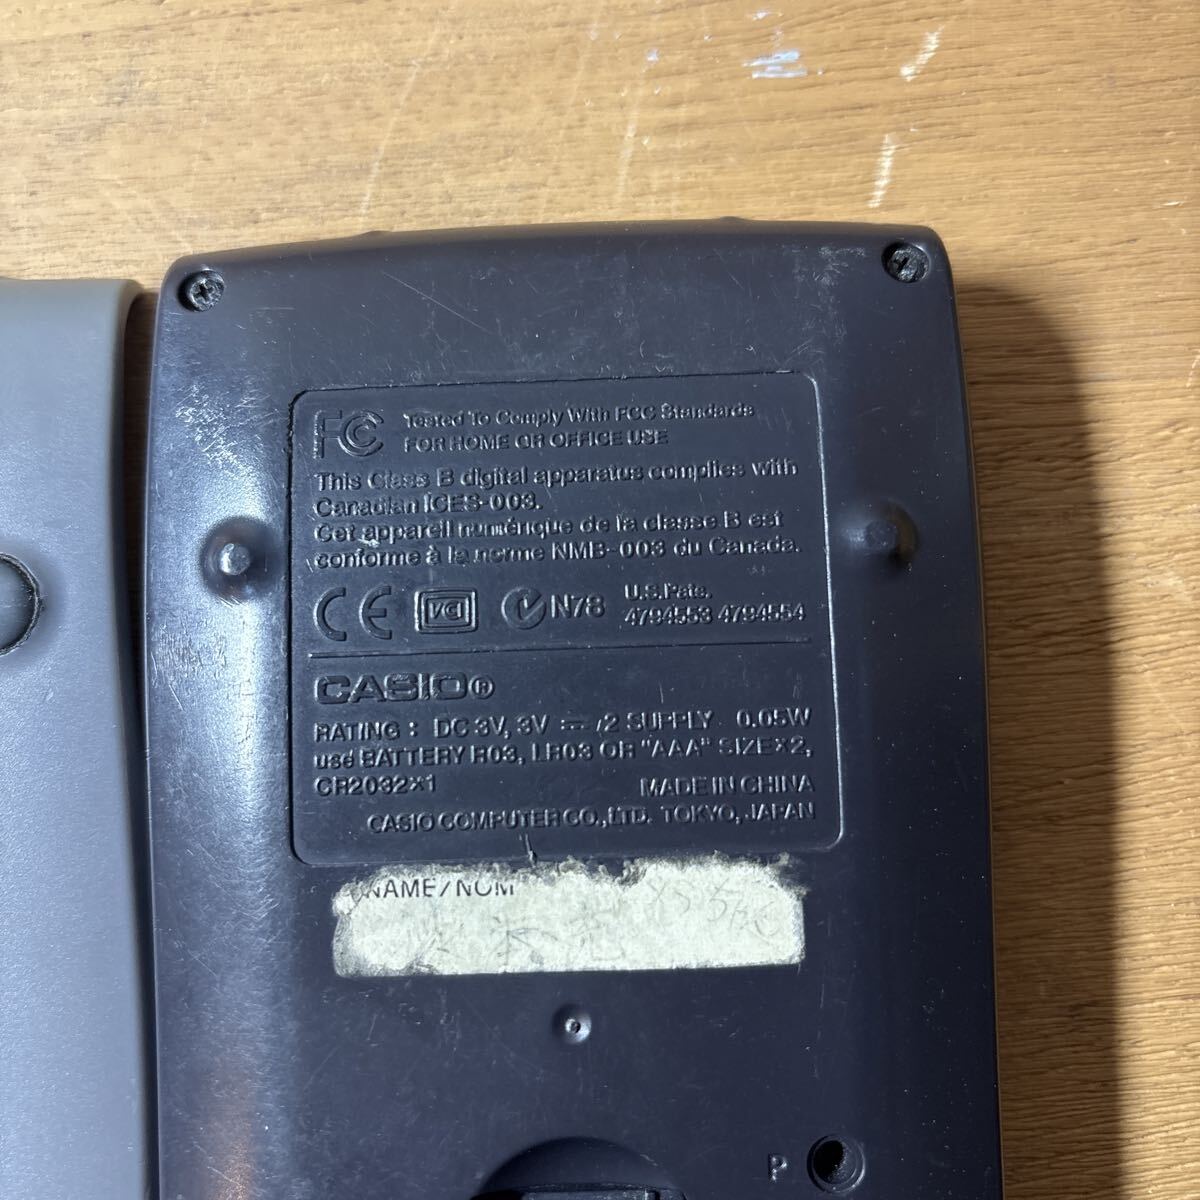 FC Tested To Comply With FCC Standards
FOR HOME OR OFFICE USE
This Class B digital apparatus complies with
Canadian ICES-003.
Cet appareil numérique de la classe B est
conforme à la norme NMB-003 du Canada.
CE VCI N78 U.S.Pats.
4794553 4794554
CASIO®
RATING : DC 3V, 3V ⎓ /2 SUPPLY 0.05W
use BATTERY R03, LR03 OR "AAA" SIZE×2,
CR2032×1 MADE IN CHINA
CASIO COMPUTER CO., LTD. TOKYO, JAPAN
NAME/NOM
P